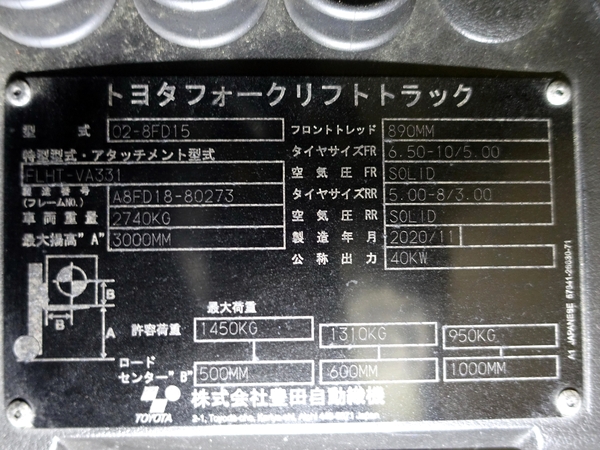 トヨタフォークリフトトラック
型式 02-8FD15 フロントトレッド 890MM
特型型式・アタッチメント型式 タイヤサイズFR 6.50-10/5.00
FLHT-VA331 空気圧FR SOLID
製造番号 (フレームNO.) A8FD18-80273 タイヤサイズRR 5.00-8/3.00
車両重量 2740KG 空気圧RR SOLID
最大揚高"A" 3000MM 製造年月 2020/11
公称出力 40KW
B
B
A
最大荷重
許容荷重 1450KG 1310KG 950KG
ロードセンター"B" 500MM 600MM 1000MM
TOYOTA 株式会社豊田自動織機
A1 JAPANESE